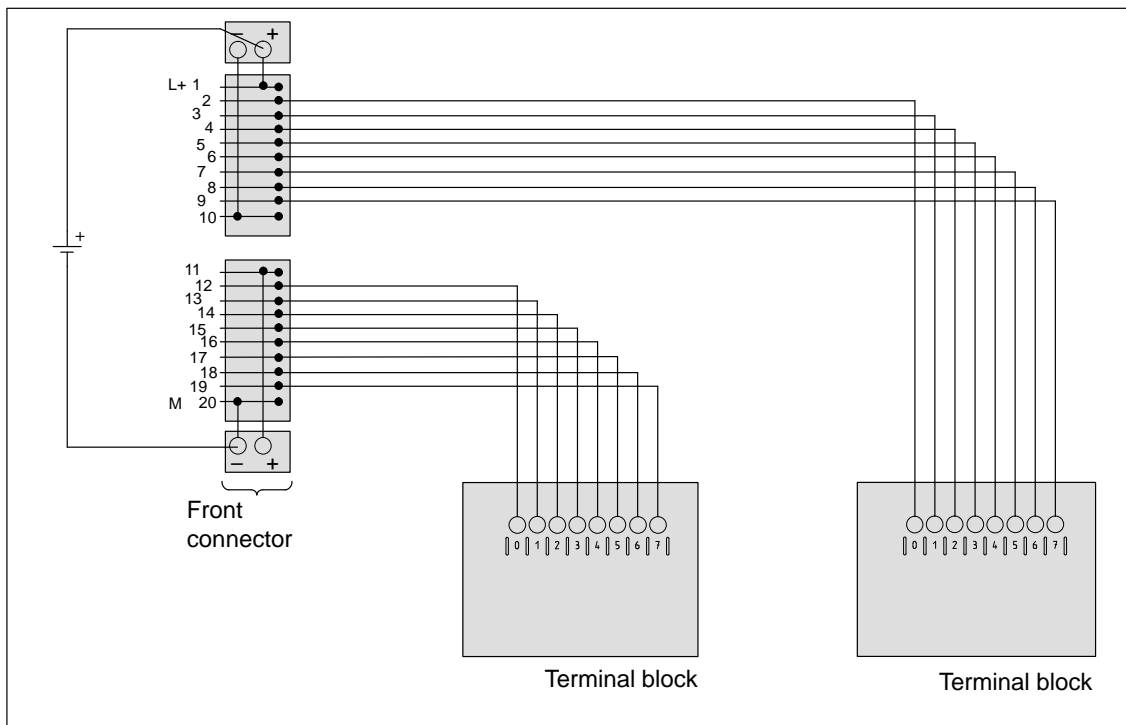 − +
L+ 1
2
3
4
5
6
7
8
9
10
+
11
12
13
14
15
16
17
18
19
M 20
− +
Front
connector
0 1 2 3 4 5 6 7
0 1 2 3 4 5 6 7
Terminal block
Terminal block